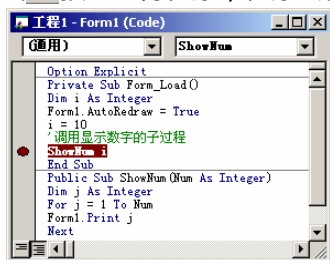 工程1 - Form1 (Code)
(通用) ShowNum
Option Explicit
Private Sub Form_Load()
Dim i As Integer
Form1.AutoRedraw = True
i = 10
'调用显示数字的子过程
ShowNum i
End Sub
Public Sub ShowNum(Num As Integer)
Dim j As Integer
For j = 1 To Num
Form1.Print j
Next